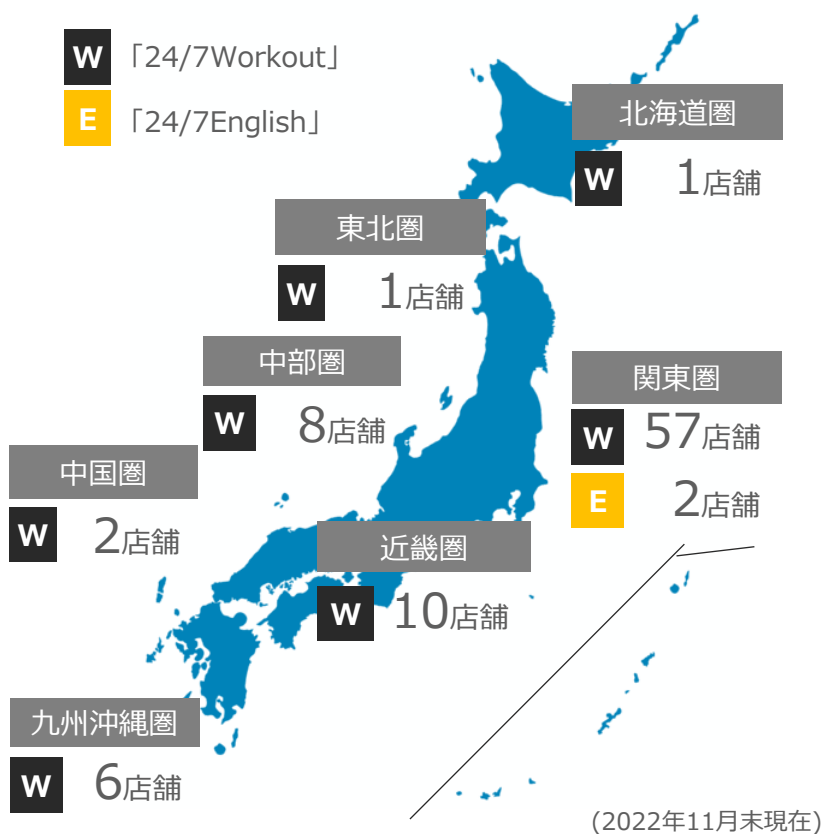 W 「24/7Workout」
E 「24/7English」
北海道圏
W 1店舗
東北圏
W 1店舗
中部圏
W 8店舗
関東圏
W 57店舗
E 2店舗
中国圏
W 2店舗
近畿圏
W 10店舗
九州沖縄圏
W 6店舗
(2022年11月末現在)